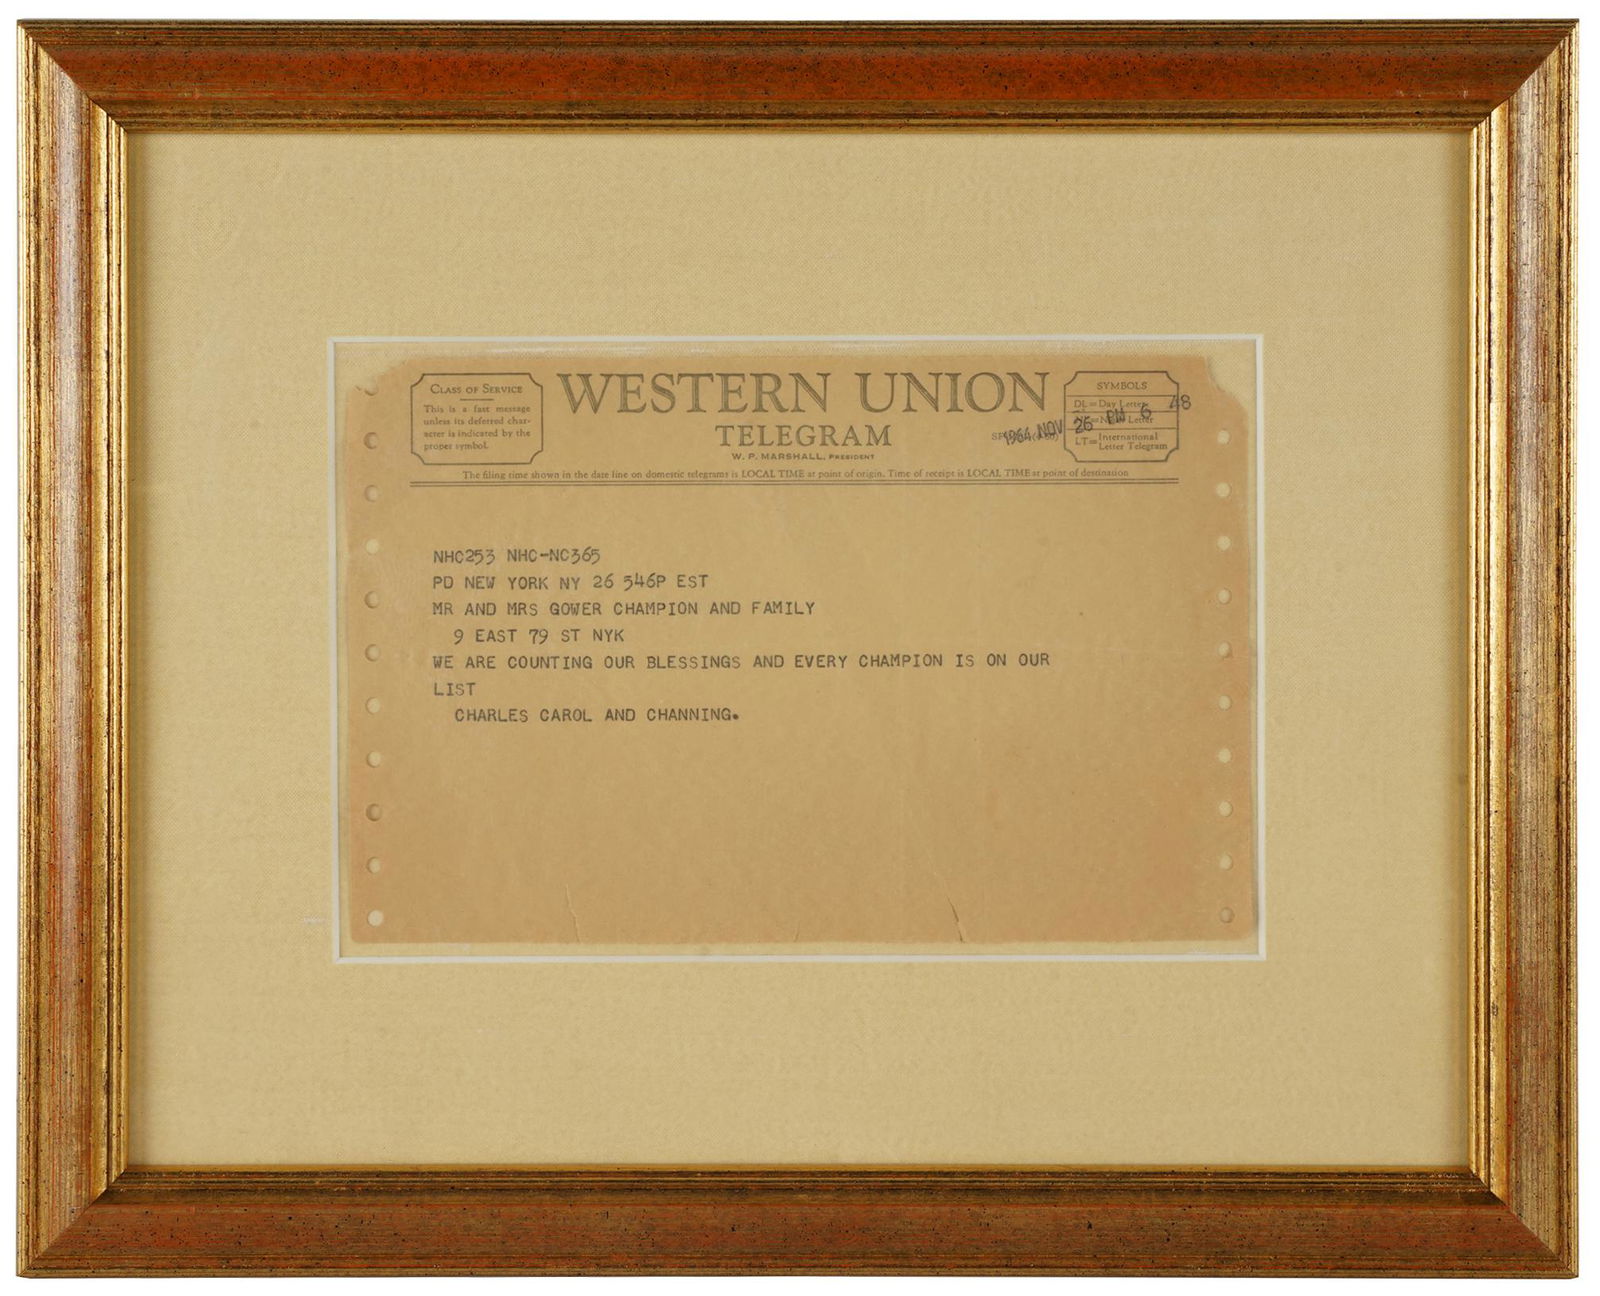 CLASS OF SERVICE
This is a fast message
unless its deferred char-
acter is indicated by the
proper symbol.
WESTERN UNION
TELEGRAM
W. P. MARSHALL, PRESIDENT
1964 NOV 26 PM 6 48
SYMBOLS
DL=Day Letter
=Night Letter
LT=International
Letter Telegram
The filing time shown in the date line on domestic telegrams is LOCAL TIME at point of origin. Time of receipt is LOCAL TIME at point of destination
NHC253 NHC-NC365
PD NEW YORK NY 26 546P EST
MR AND MRS GOWER CHAMPION AND FAMILY
9 EAST 79 ST NYK
WE ARE COUNTING OUR BLESSINGS AND EVERY CHAMPION IS ON OUR
LIST
CHARLES CAROL AND CHANNING.